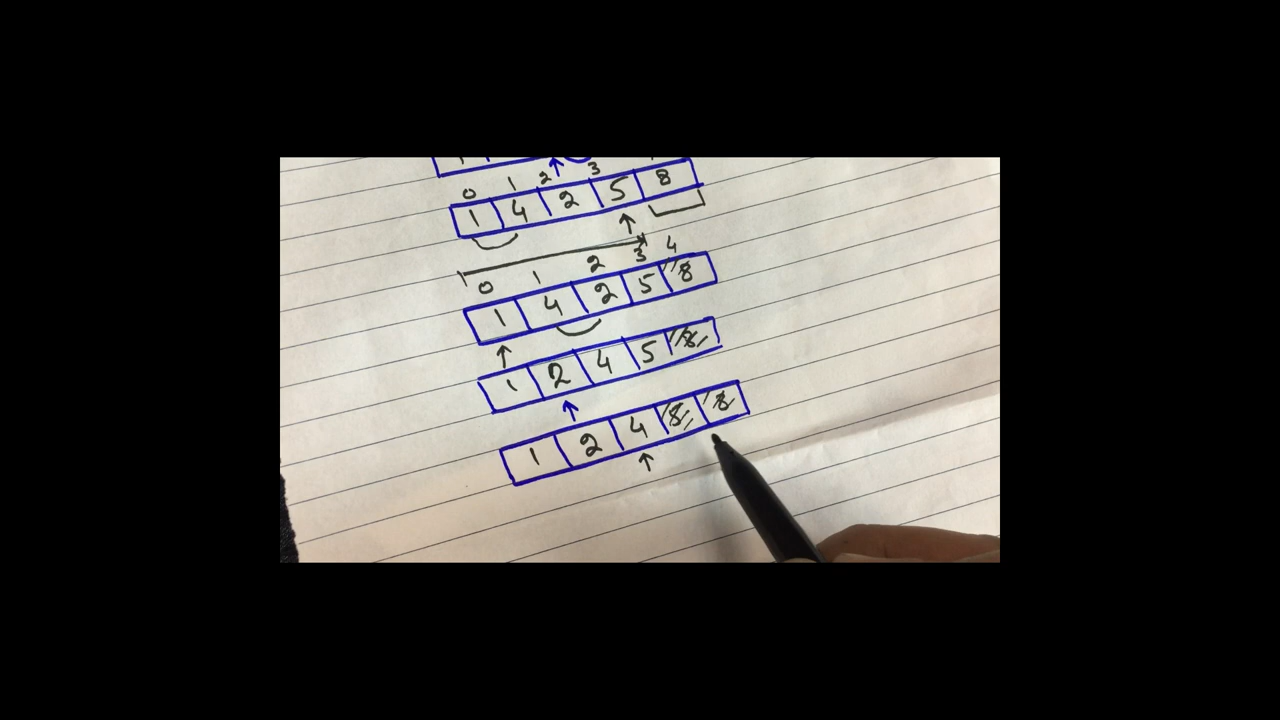 0 1 2 3
1 4 2 5 8
0 1 2 3 4
1 4 2 5 8
1 2 4 5 8
1 2 4 8 8